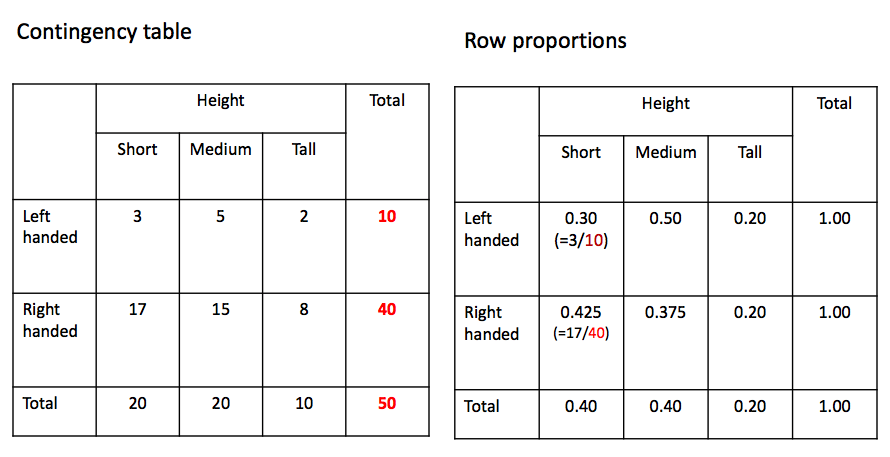 Contingency table
Height Total
Short Medium Tall
Left
handed 3 5 2 10
Right
handed 17 15 8 40
Total 20 20 10 50
Row proportions
Height Total
Short Medium Tall
Left
handed 0.30
(=3/10) 0.50 0.20 1.00
Right
handed 0.425
(=17/40) 0.375 0.20 1.00
Total 0.40 0.40 0.20 1.00